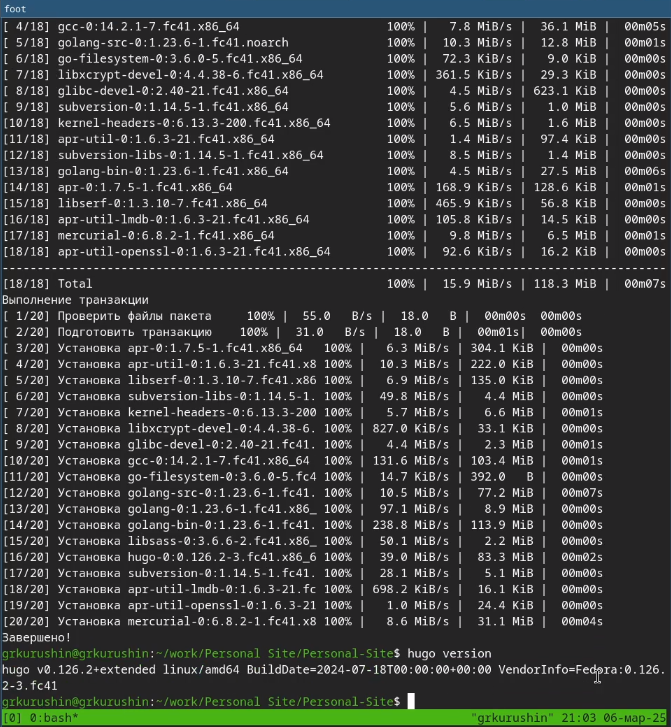 foot
[ 4/18] gcc-0:14.2.1-7.fc41.x86_64 100% | 7.8 MiB/s | 36.1 MiB | 00m05s
[ 5/18] golang-src-0:1.23.6-1.fc41.noarch 100% | 10.3 MiB/s | 12.8 MiB | 00m01s
[ 6/18] go-filesystem-0:3.6.0-5.fc41.x86_64 100% | 72.3 KiB/s | 9.0 KiB | 00m00s
[ 7/18] libxcrypt-devel-0:4.4.38-6.fc41.x86_64 100% | 361.5 KiB/s | 29.3 KiB | 00m00s
[ 8/18] glibc-devel-0:2.40-21.fc41.x86_64 100% | 4.5 MiB/s | 623.1 KiB | 00m00s
[ 9/18] subversion-0:1.14.5-1.fc41.x86_64 100% | 5.6 MiB/s | 1.0 MiB | 00m00s
[10/18] kernel-headers-0:6.13.3-200.fc41.x86_64 100% | 6.5 MiB/s | 1.6 MiB | 00m00s
[11/18] apr-util-0:1.6.3-21.fc41.x86_64 100% | 1.4 MiB/s | 97.4 KiB | 00m00s
[12/18] subversion-libs-0:1.14.5-1.fc41.x86_64 100% | 8.5 MiB/s | 1.4 MiB | 00m00s
[13/18] golang-bin-0:1.23.6-1.fc41.x86_64 100% | 4.5 MiB/s | 27.5 MiB | 00m06s
[14/18] apr-0:1.7.5-1.fc41.x86_64 100% | 168.9 KiB/s | 128.6 KiB | 00m01s
[15/18] libserf-0:1.3.10-7.fc41.x86_64 100% | 465.9 KiB/s | 56.8 KiB | 00m00s
[16/18] apr-util-lmdb-0:1.6.3-21.fc41.x86_64 100% | 105.8 KiB/s | 14.5 KiB | 00m00s
[17/18] mercurial-0:6.8.2-1.fc41.x86_64 100% | 9.8 MiB/s | 6.5 MiB | 00m01s
[18/18] apr-util-openssl-0:1.6.3-21.fc41.x86_64 100% | 92.6 KiB/s | 16.2 KiB | 00m00s
--------------------------------------------------------------------------------
[18/18] Total 100% | 15.9 MiB/s | 118.3 MiB | 00m07s
Выполнение транзакции
[ 1/20] Проверить файлы пакета 100% | 55.0 B/s | 18.0 B | 00m00s 00m00s
[ 2/20] Подготовить транзакцию 100% | 31.0 B/s | 18.0 B | 00m01s| 00m00s
[ 3/20] Установка apr-0:1.7.5-1.fc41.x86_64 100% | 6.3 MiB/s | 304.1 KiB | 00m00s
[ 4/20] Установка apr-util-0:1.6.3-21.fc41.x8 100% | 10.3 MiB/s | 222.0 KiB | 00m00s
[ 5/20] Установка libserf-0:1.3.10-7.fc41.x86 100% | 6.9 MiB/s | 135.0 KiB | 00m00s
[ 6/20] Установка subversion-libs-0:1.14.5-1. 100% | 49.8 MiB/s | 4.4 MiB | 00m00s
[ 7/20] Установка kernel-headers-0:6.13.3-200 100% | 5.7 MiB/s | 6.6 MiB | 00m01s
[ 8/20] Установка libxcrypt-devel-0:4.4.38-6. 100% | 827.0 KiB/s | 33.1 KiB | 00m00s
[ 9/20] Установка glibc-devel-0:2.40-21.fc41. 100% | 4.4 MiB/s | 2.3 MiB | 00m01s
[10/20] Установка gcc-0:14.2.1-7.fc41.x86_64 100% | 131.6 MiB/s | 103.4 MiB | 00m01s
[11/20] Установка go-filesystem-0:3.6.0-5.fc4 100% | 14.7 KiB/s | 392.0 B | 00m00s
[12/20] Установка golang-src-0:1.23.6-1.fc41. 100% | 10.5 MiB/s | 77.2 MiB | 00m07s
[13/20] Установка golang-0:1.23.6-1.fc41.x86_ 100% | 97.1 MiB/s | 8.9 MiB | 00m00s
[14/20] Установка golang-bin-0:1.23.6-1.fc41. 100% | 238.8 MiB/s | 113.9 MiB | 00m00s
[15/20] Установка libsass-0:3.6.6-2.fc41.x86_ 100% | 50.1 MiB/s | 2.2 MiB | 00m00s
[16/20] Установка hugo-0:0.126.2-3.fc41.x86_6 100% | 39.0 MiB/s | 83.3 MiB | 00m02s
[17/20] Установка subversion-0:1.14.5-1.fc41. 100% | 28.1 MiB/s | 5.1 MiB | 00m00s
[18/20] Установка apr-util-lmdb-0:1.6.3-21.fc 100% | 698.2 KiB/s | 16.1 KiB | 00m00s
[19/20] Установка apr-util-openssl-0:1.6.3-21 100% | 1.0 MiB/s | 24.4 KiB | 00m00s
[20/20] Установка mercurial-0:6.8.2-1.fc41.x8 100% | 8.6 MiB/s | 31.1 MiB | 00m04s
Завершено!
grkurushin@grkurushin:~/work/Personal Site/Personal-Site$ hugo version
hugo v0.126.2+extended linux/amd64 BuildDate=2024-07-18T00:00:00+00:00 VendorInfo=Fedora:0.126.
2-3.fc41
grkurushin@grkurushin:~/work/Personal Site/Personal-Site$
[0] 0:bash* "grkurushin" 21:03 06-мар-25